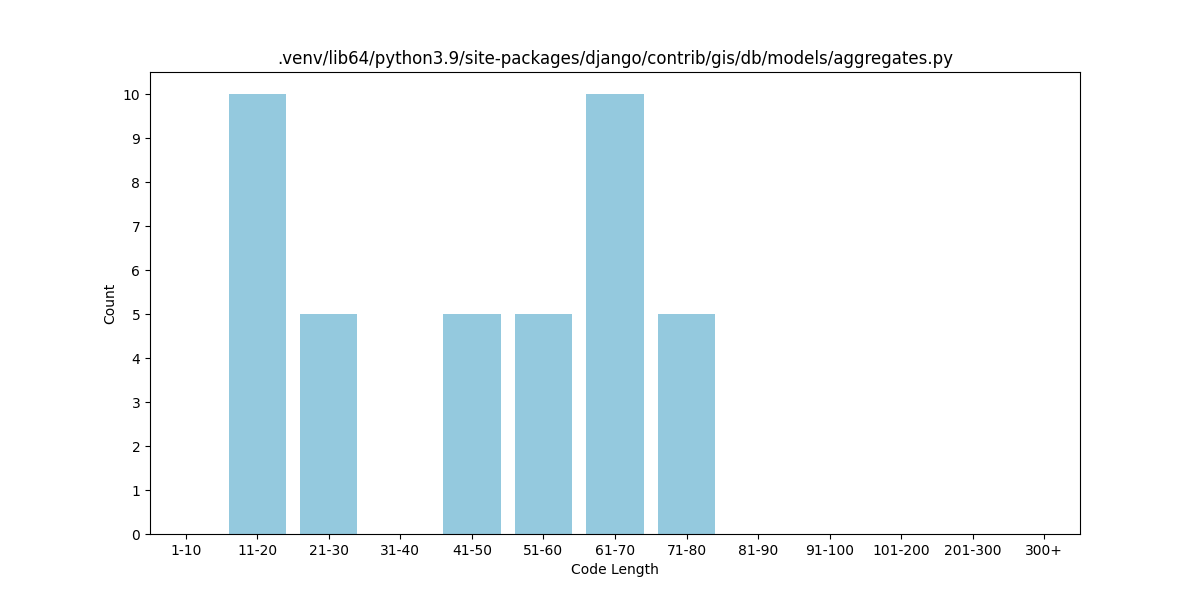 .venv/lib64/python3.9/site-packages/django/contrib/gis/db/models/aggregates.py
10
9
8
7
6
5
4
3
2
1
0
Count
1-10 11-20 21-30 31-40 41-50 51-60 61-70 71-80 81-90 91-100 101-200 201-300 300+
Code Length